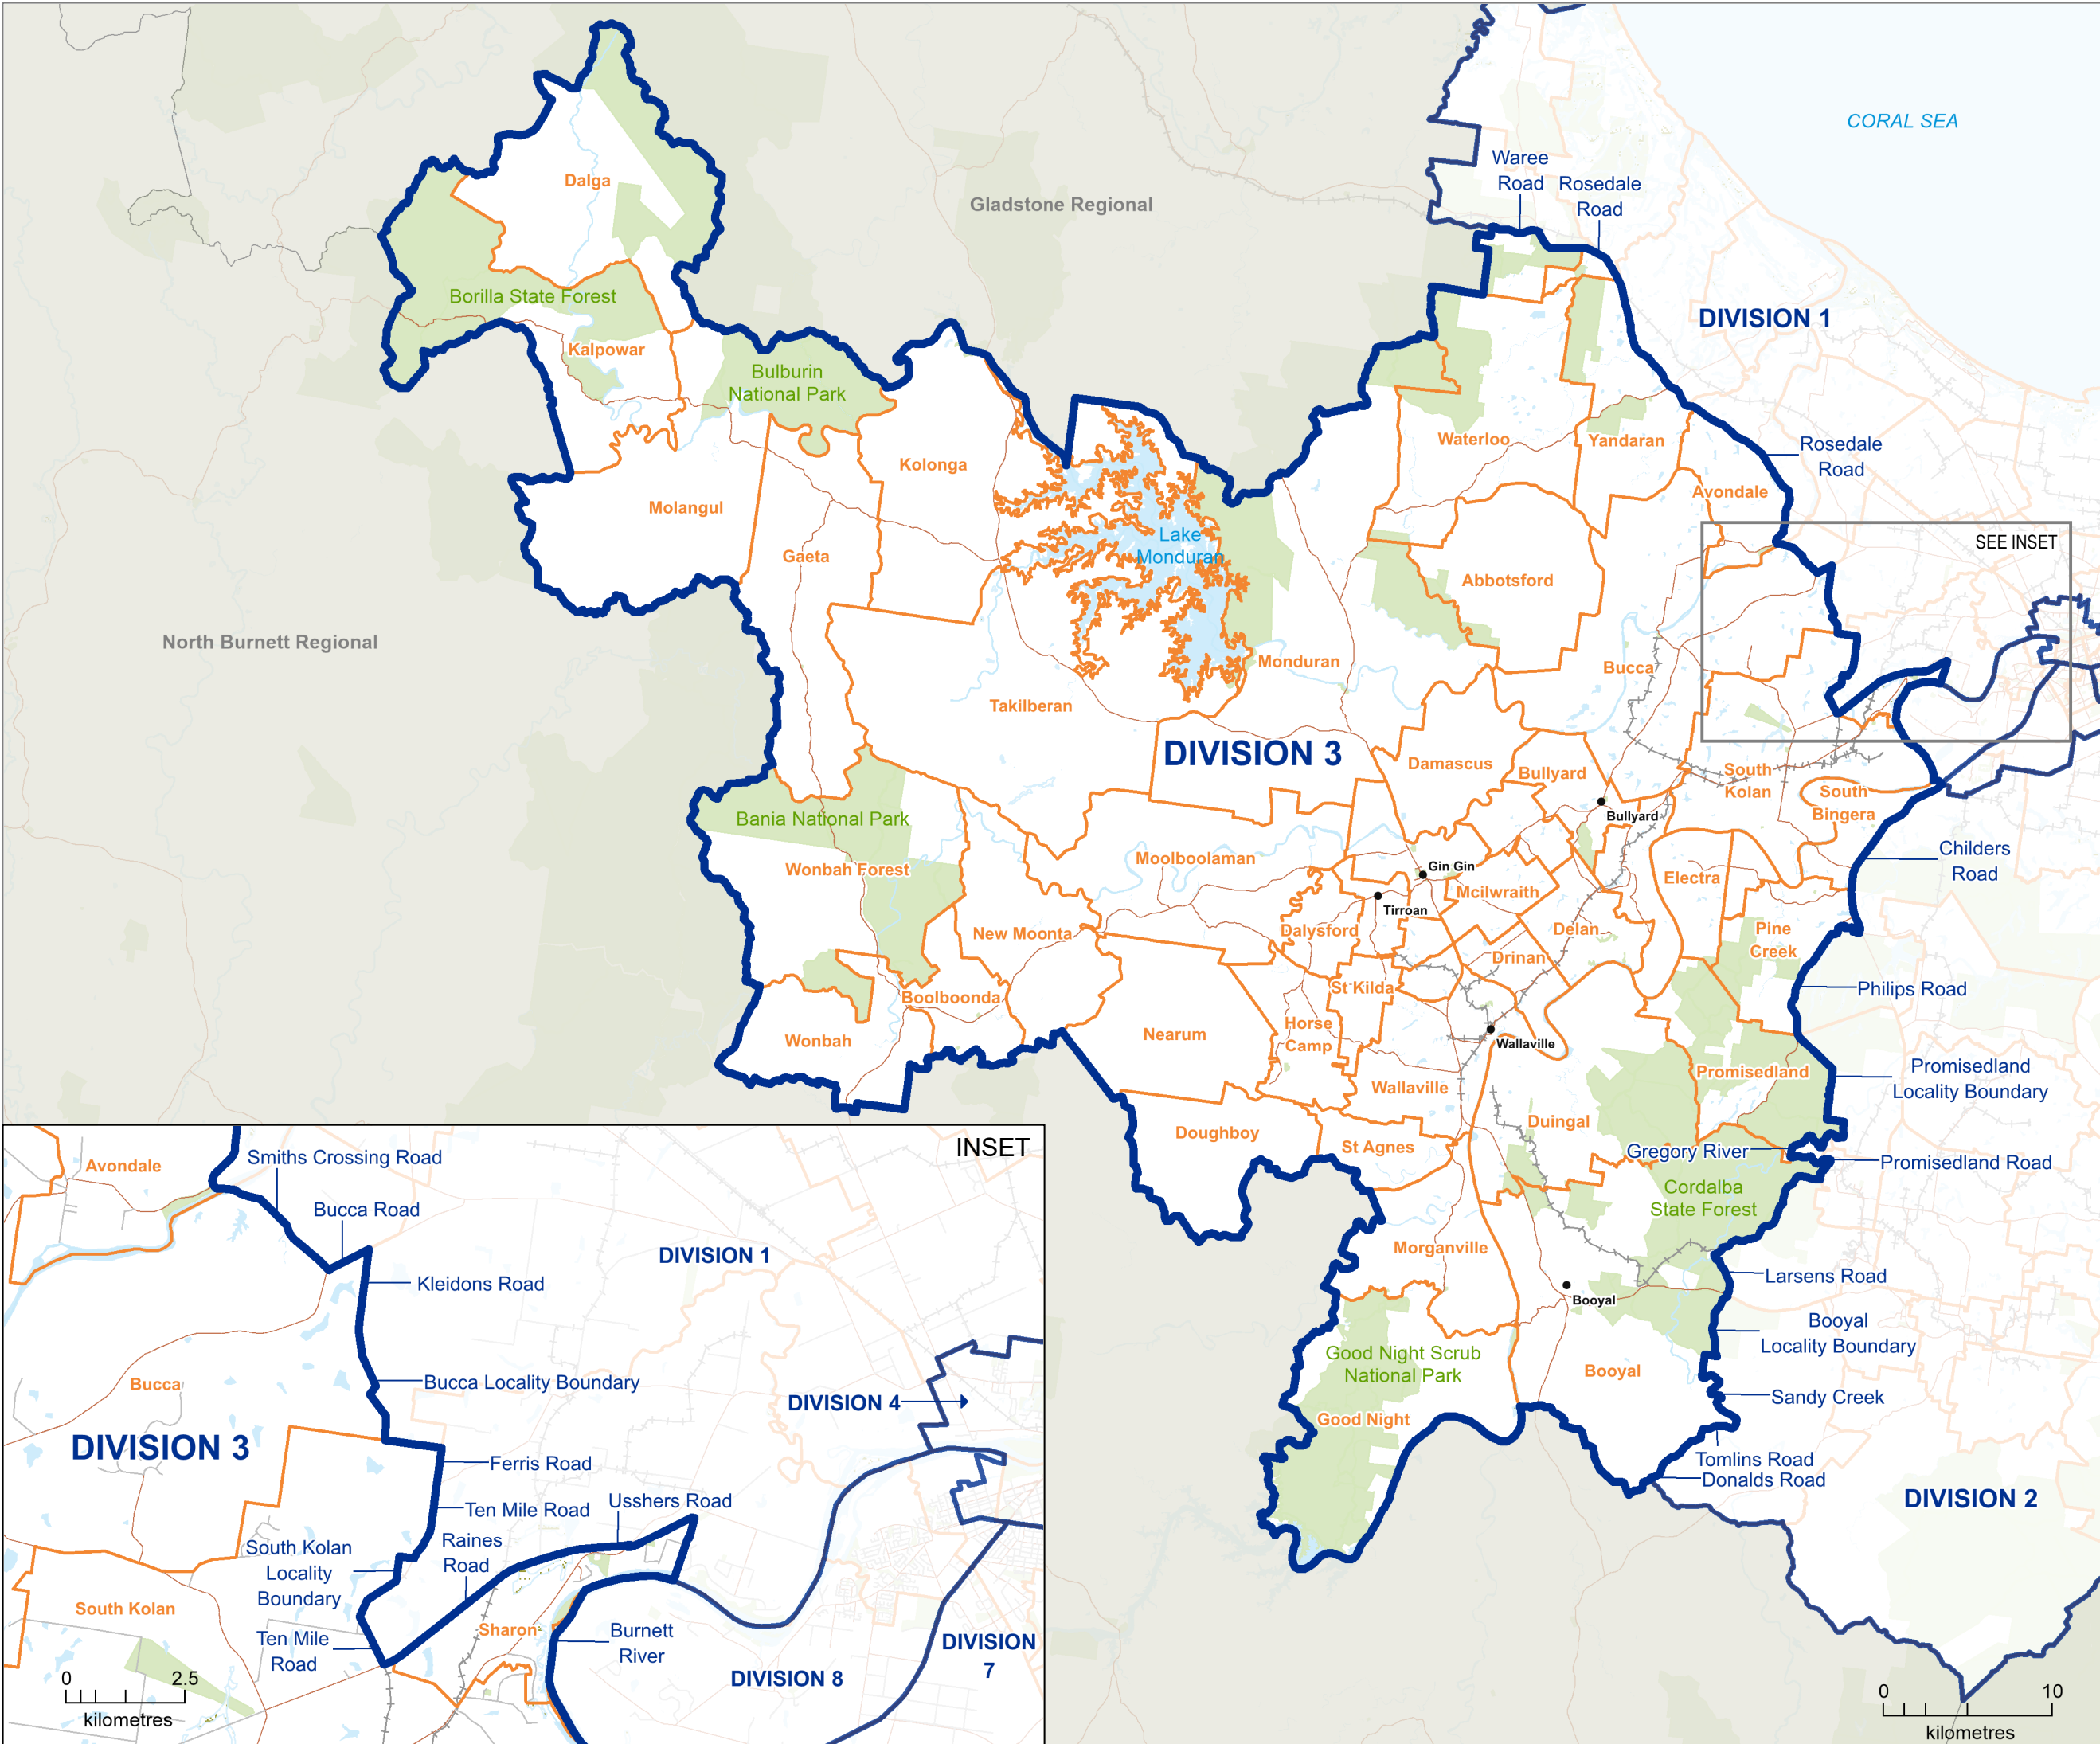 CORAL SEA
Waree
Road
Rosedale
Road
Dalga
Gladstone Regional
Borilla State Forest
DIVISION 1
Kalpowar
Bulburin
National Park
Kolonga
Waterloo
Yandaran
Rosedale
Road
Molangul
Avondale
Gaeta
Lake
Monduran
SEE INSET
Abbotsford
North Burnett Regional
Monduran
Bucca
Takilberan
DIVISION 3
Damascus
Bullyard
South
Kolan
South
Bingera
Bania National Park
Bullyard
Moolboolaman
Childers
Road
Wonbah Forest
Gin Gin
Mcilwraith
Electra
Tirroan
New Moonta
Dalysford
Delan
Pine
Creek
Drinan
St Kilda
Boolboonda
Philips Road
Wonbah
Nearum
Horse
Camp
Wallaville
Promisedland
Promisedland
Locality Boundary
Wallaville
Duingal
Doughboy
St Agnes
Gregory River
Promisedland Road
Cordalba
State Forest
Morganville
Larsens Road
Booyal
Booyal
Locality Boundary
Good Night Scrub
National Park
Booyal
Sandy Creek
Good Night
Tomlins Road
Donalds Road
DIVISION 2
0 10
kilometres
INSET
Avondale
Smiths Crossing Road
Bucca Road
DIVISION 1
Kleidons Road
Bucca
Bucca Locality Boundary
DIVISION 4
DIVISION 3
Ferris Road
Ten Mile Road
Usshers Road
Raines
Road
South Kolan
Locality
Boundary
South Kolan
Sharon
Burnett
River
Ten Mile
Road
DIVISION
7
DIVISION 8
0 2.5
kilometres